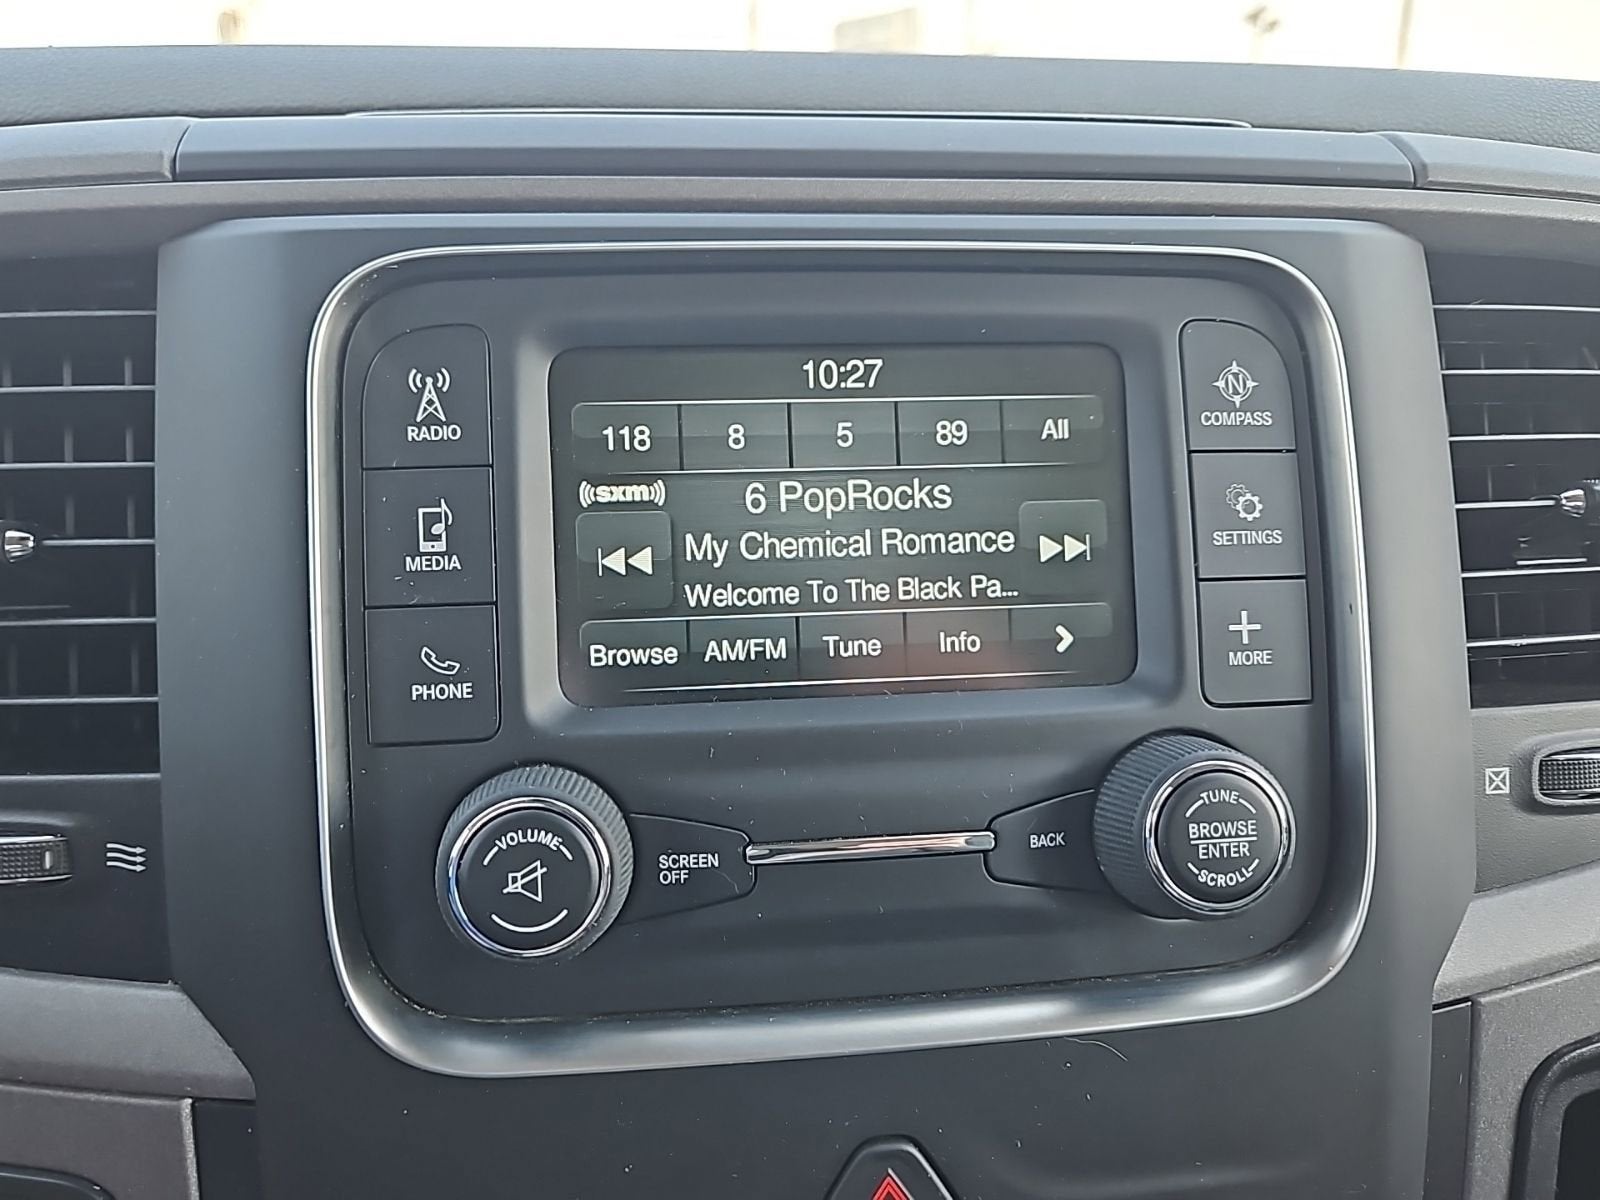 10:27
118 8 5 89 All
((sxm)) 6 PopRocks
My Chemical Romance
Welcome To The Black Pa...
Browse AM/FM Tune Info
RADIO
MEDIA
PHONE
N
COMPASS
SETTINGS
MORE
VOLUME
SCREEN
OFF
BACK
TUNE
BROWSE
ENTER
SCROLL